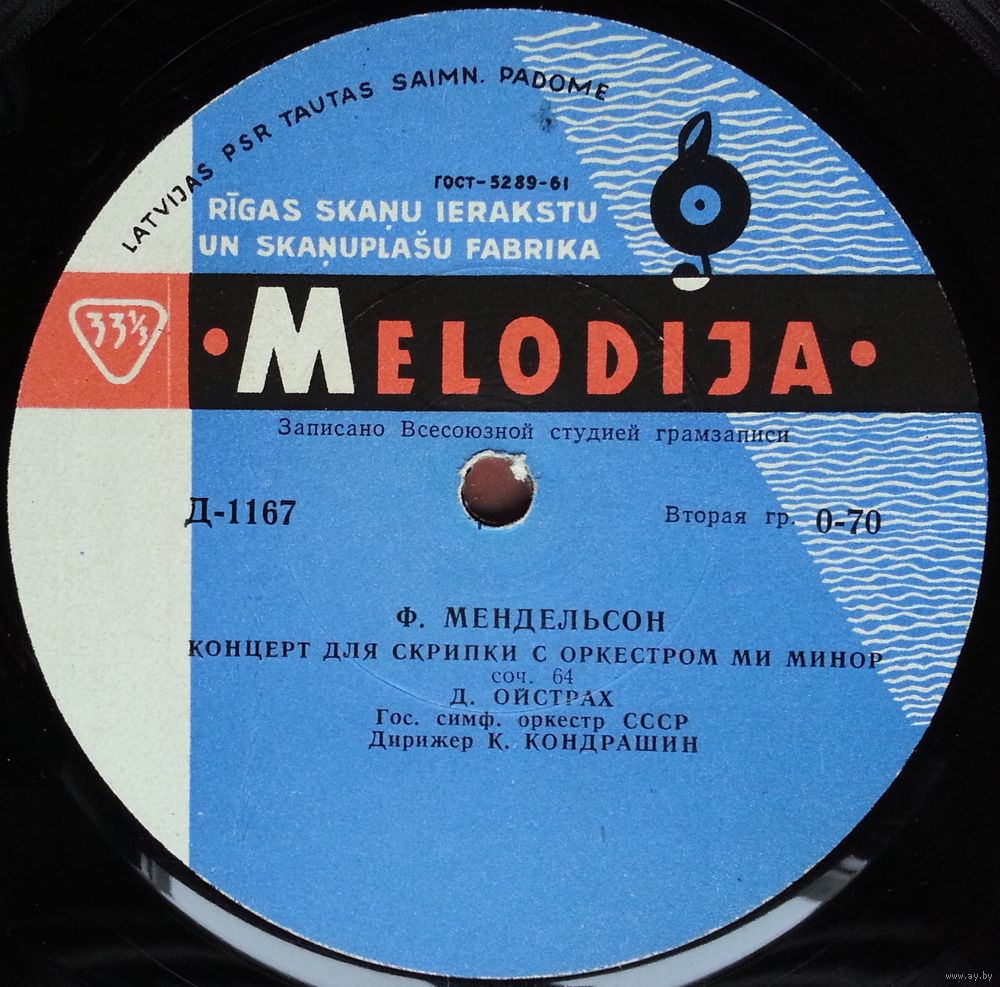 LATVIJAS PSR TAUTAS SAIMN. PADOME
ГОСТ-5289-61
RĪGAS SKAŅU IERAKSTU
UN SKAŅUPLAŠU FABRIKA
33⅓
·MELODIJA·
Записано Всесоюзной студией грамзаписи
Д-1167
Вторая гр. 0-70
Ф. МЕНДЕЛЬСОН
КОНЦЕРТ ДЛЯ СКРИПКИ С ОРКЕСТРОМ МИ МИНОР
соч. 64
Д. ОЙСТРАХ
Гос. симф. оркестр СССР
Дирижер К. КОНДРАШИН
www.ay.by